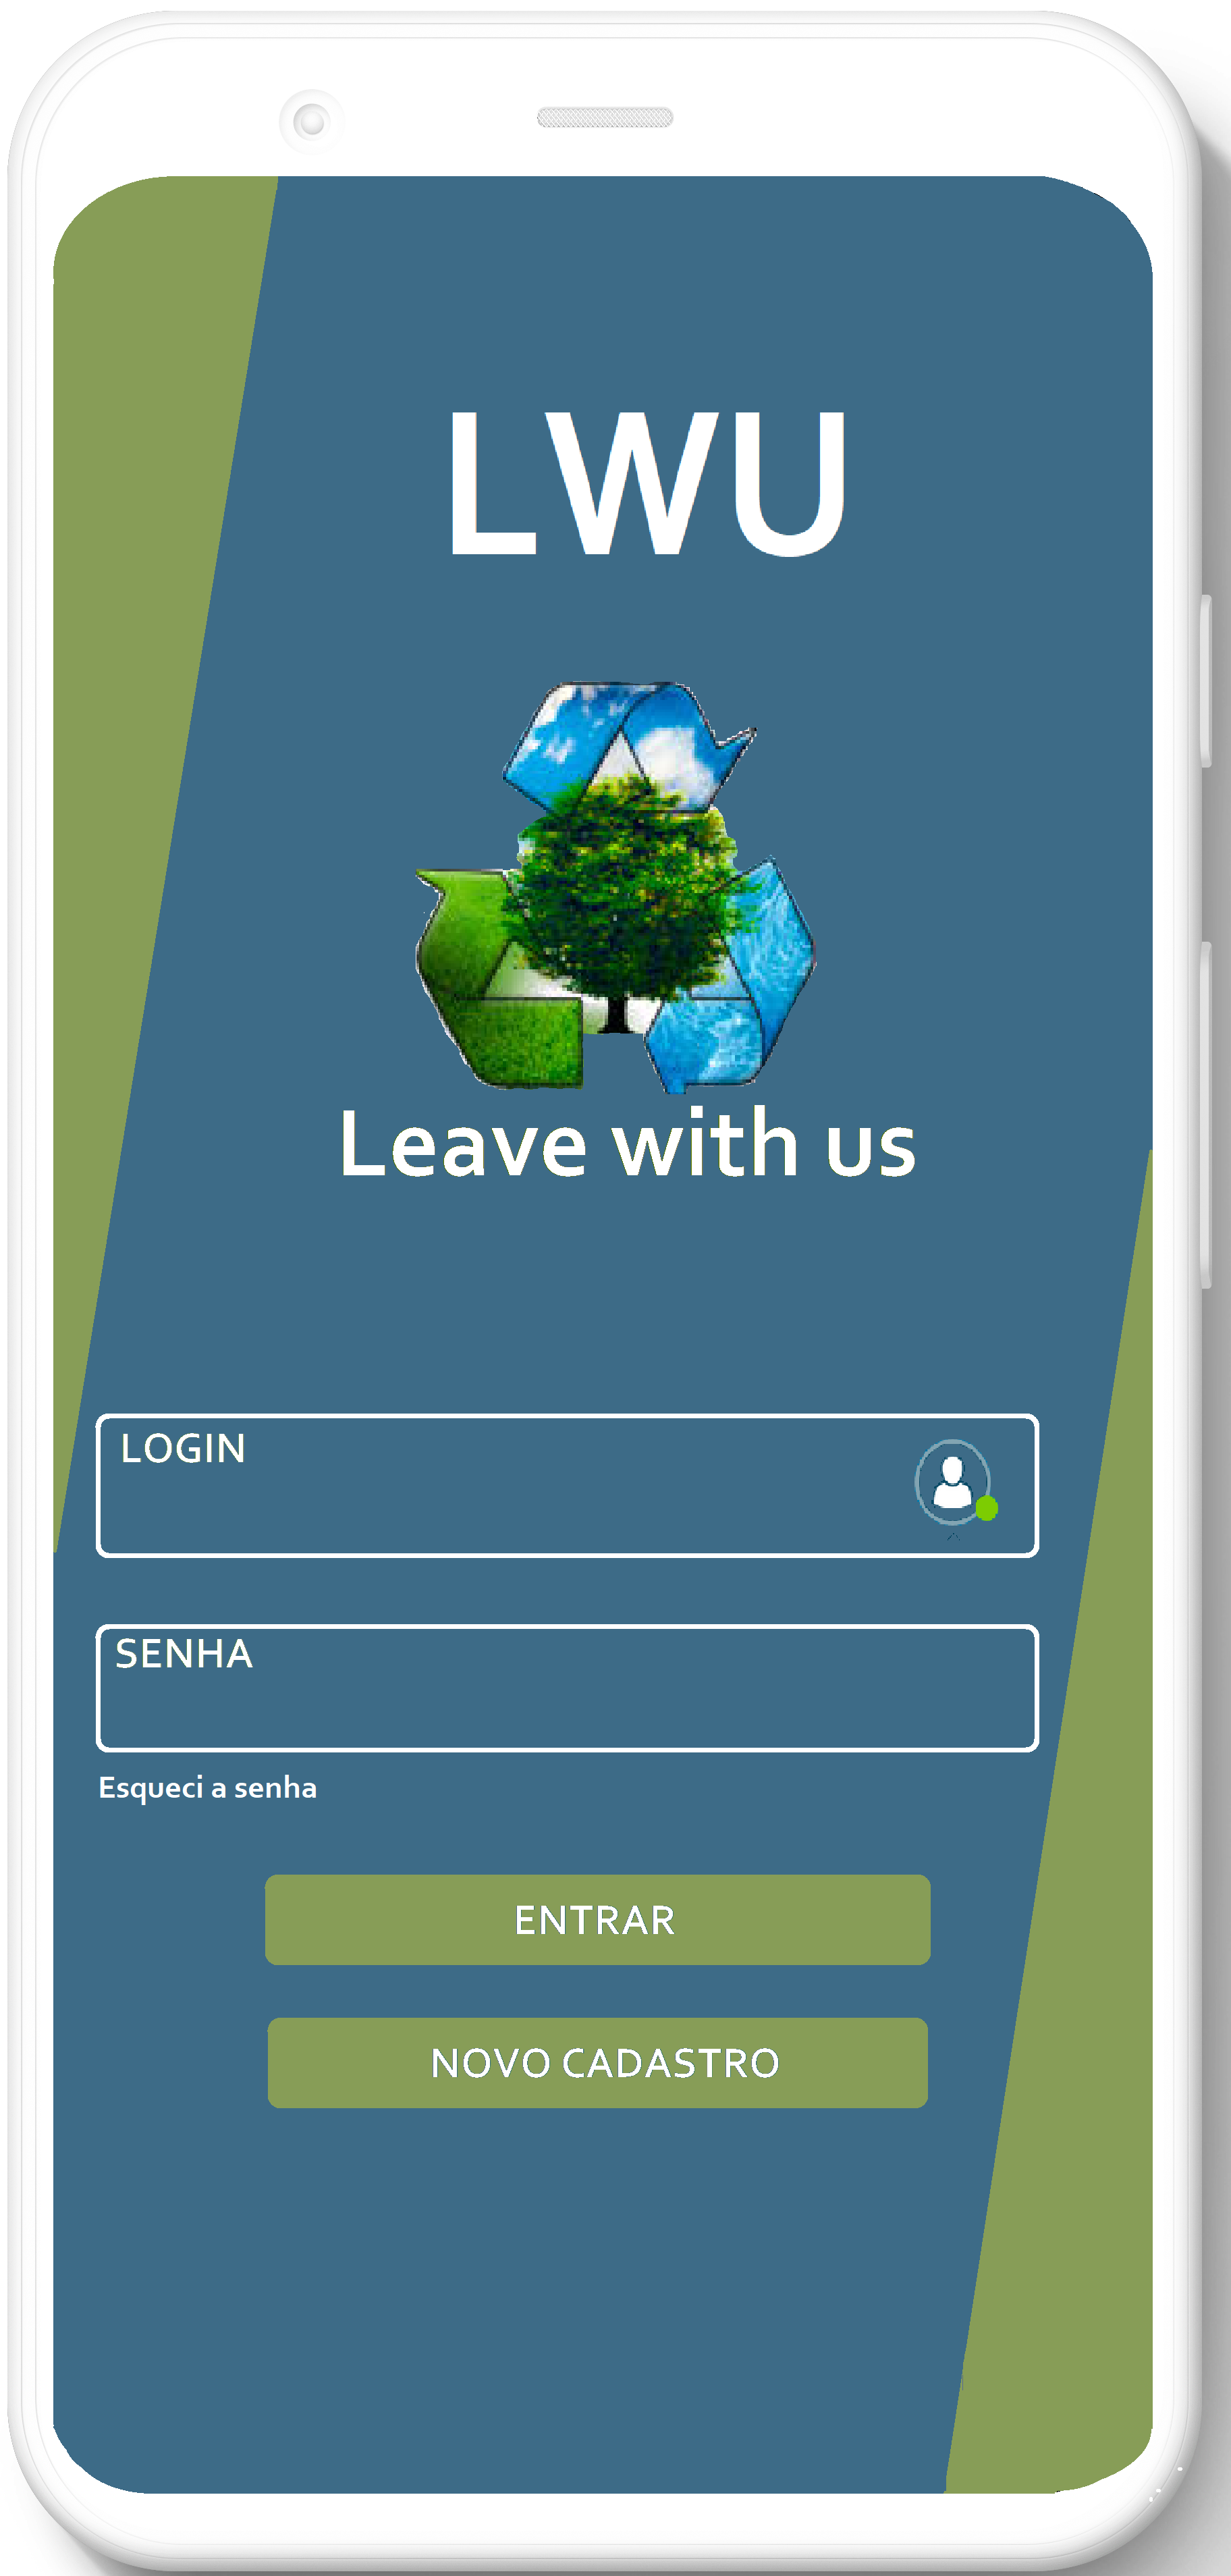 LWU
Leave with us
LOGIN
SENHA
Esqueci a senha
ENTRAR
NOVO CADASTRO